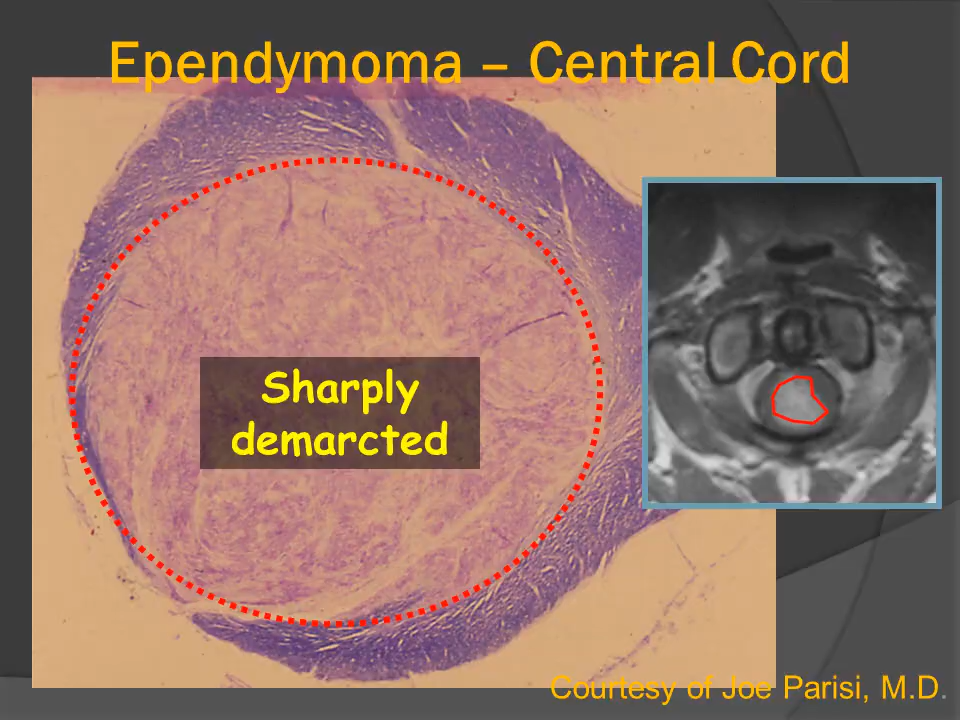 Ependymoma – Central Cord
Sharply
demarcted
Courtesy of Joe Parisi, M.D.